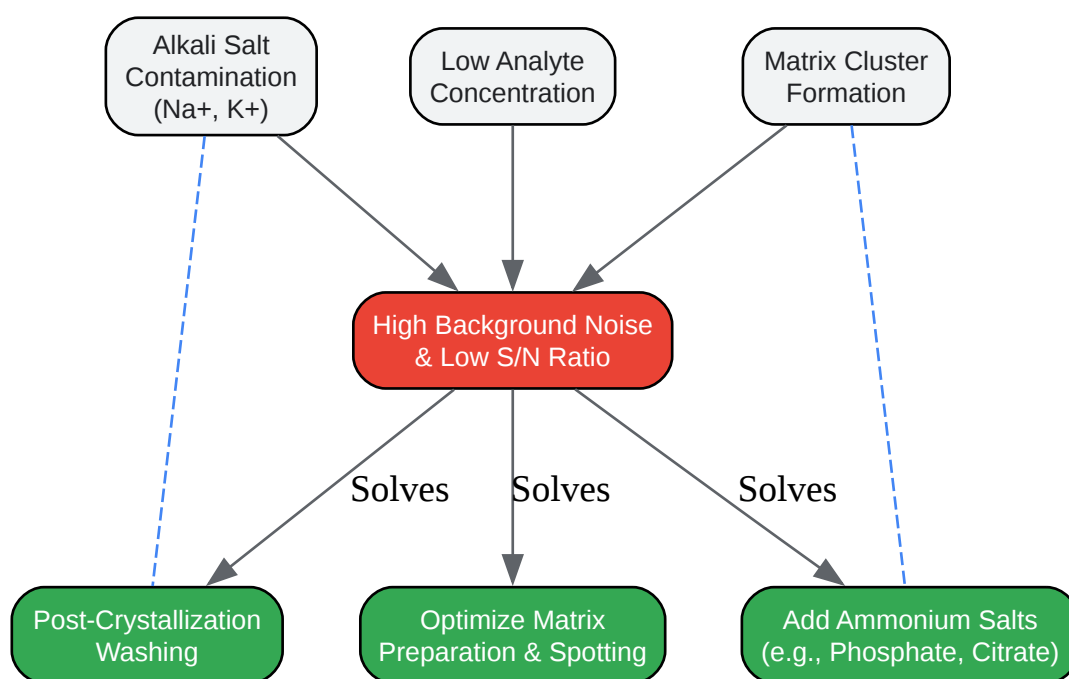 Alkali Salt
Contamination
(Na+, K+)
Low Analyte
Concentration
Matrix Cluster
Formation
High Background Noise
& Low S/N Ratio
Solves
Solves
Solves
Post-Crystallization
Washing
Optimize Matrix
Preparation & Spotting
Add Ammonium Salts
(e.g., Phosphate, Citrate)